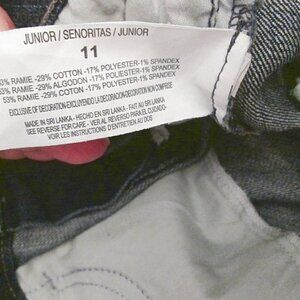 JUNIOR / SEÑORITAS / JUNIOR
11
53% RAMIE -29% COTTON -17% POLYESTER-1% SPANDEX
53% RAMIE -29% ALGODON -17% POLIESTER-1% SPANDEX
53% RAMIE -29% COTON -17% POLYESTER-1% SPANDEX
EXCLUSIVE OF DECORATION-EXCLUYENDO LA DECORACION-DECORATION NON COMPRISE
MADE IN SRI LANKA - HECHO EN SRI LANKA - FAIT AU SRI LANKA
SEE REVERSE FOR CARE - VER AL REVERSO PARA EL CUIDADO
VOIR LES INSTRUCTIONS D'ENTRETIEN AU DOS